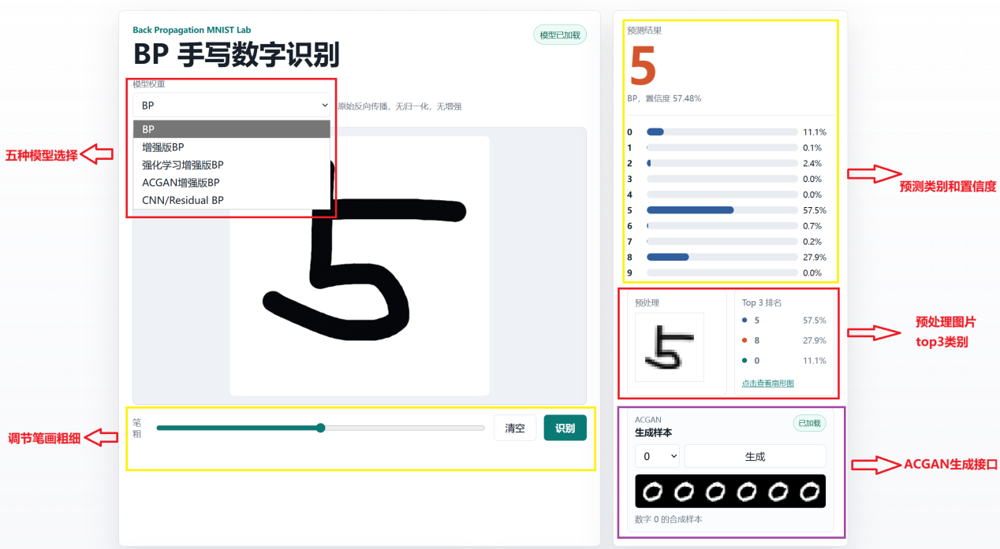 Back Propagation MNIST Lab
BP 手写数字识别
模型已加载
模型权重
BP
原始反向传播，无归一化，无增强
BP
增强版BP
强化学习增强版BP
ACGAN增强版BP
CNN/Residual BP
五种模型选择
笔粗
清空
识别
调节笔画粗细
预测结果
5
BP，置信度 57.48%
0 11.1%
1 0.1%
2 2.4%
3 0.0%
4 0.0%
5 57.5%
6 0.7%
7 0.2%
8 27.9%
9 0.0%
预测类别和置信度
预处理
Top 3 排名
5 57.5%
8 27.9%
0 11.1%
点击查看扇形图
预处理图片
top3类别
ACGAN
生成样本
已加载
0
生成
0 0 0 0 0 0
数字 0 的合成样本
ACGAN生成接口
5
5